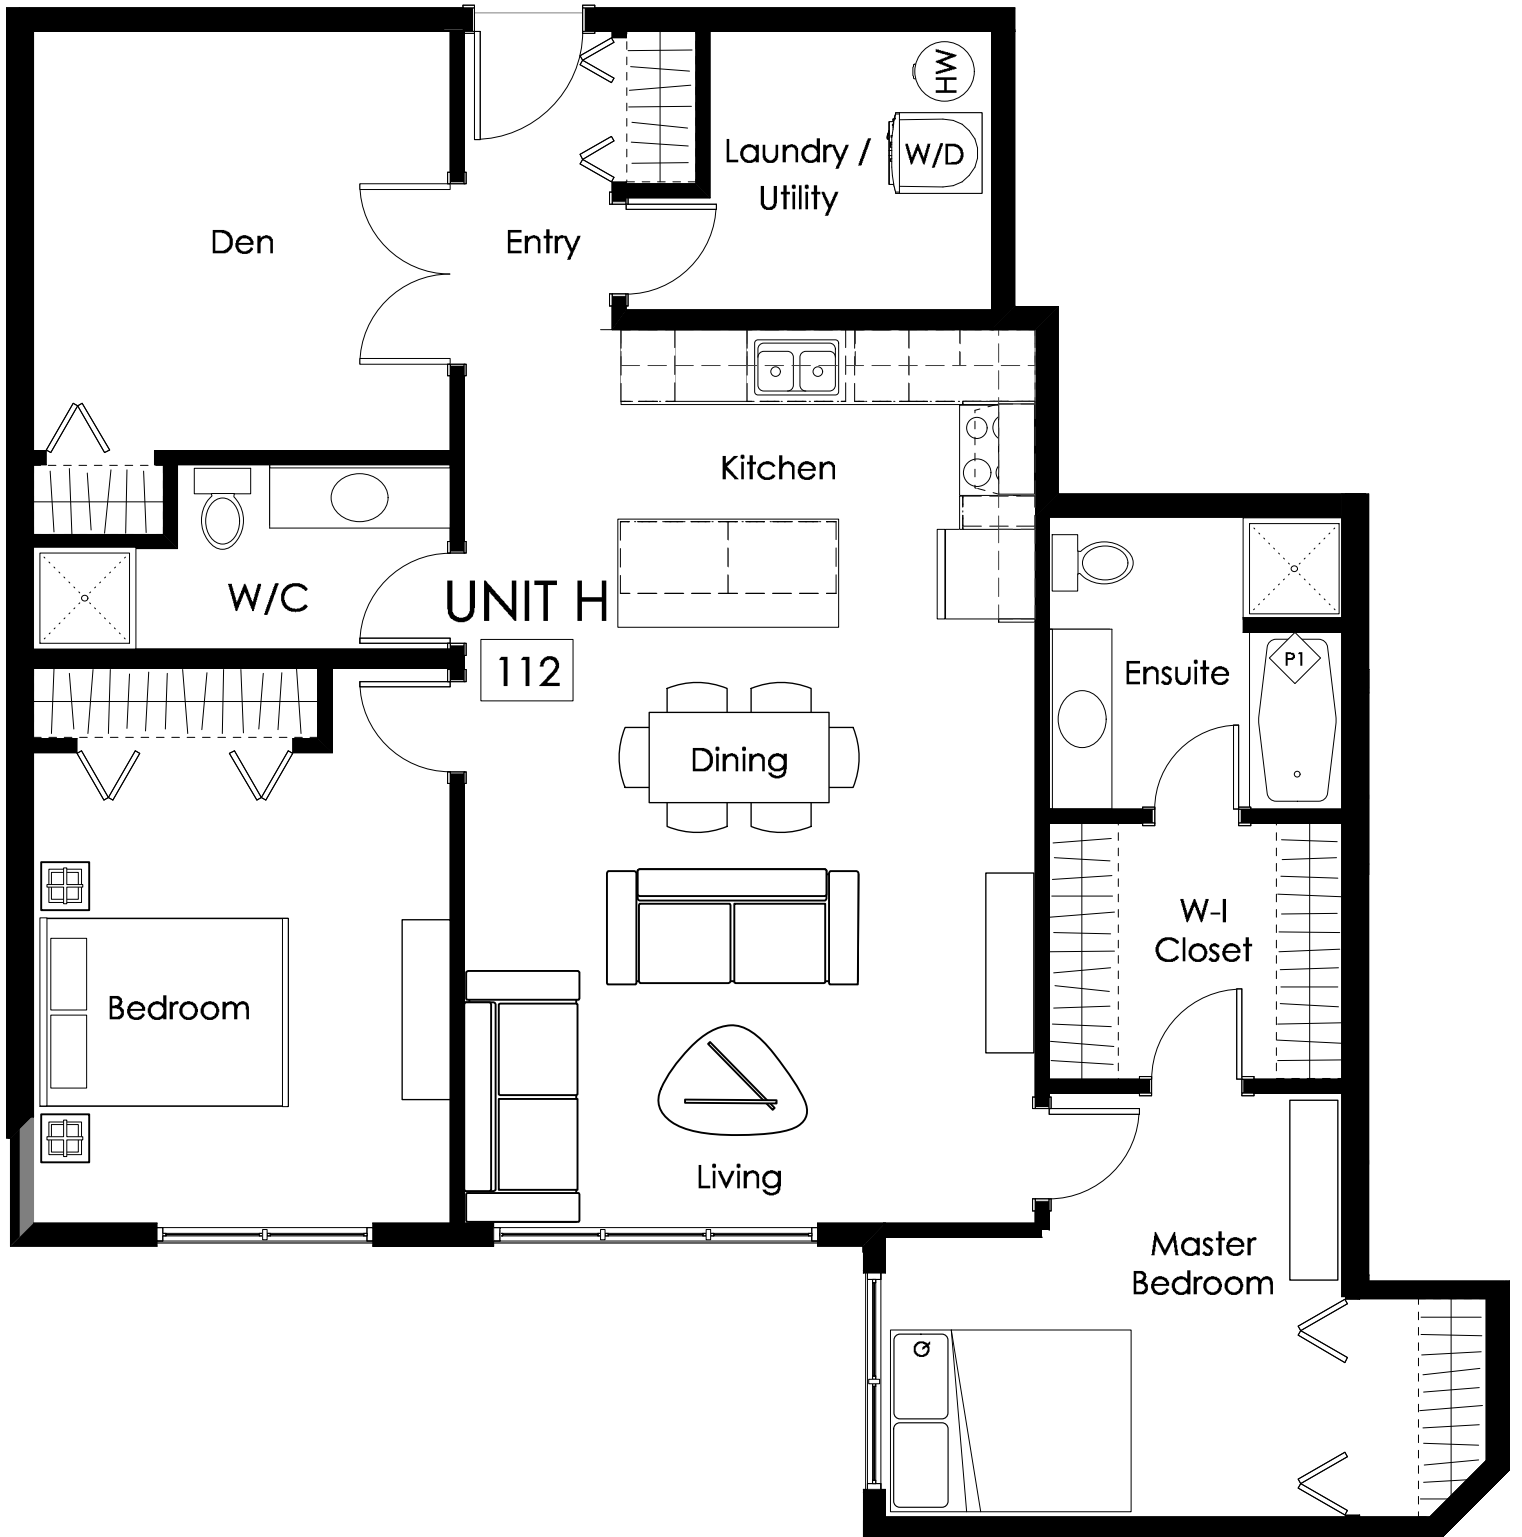 HW
Laundry /
Utility
W/D
Den
Entry
Kitchen
W/C
UNIT H
112
Ensuite
P1
Dining
W-I
Closet
Bedroom
Living
Master
Bedroom
Q